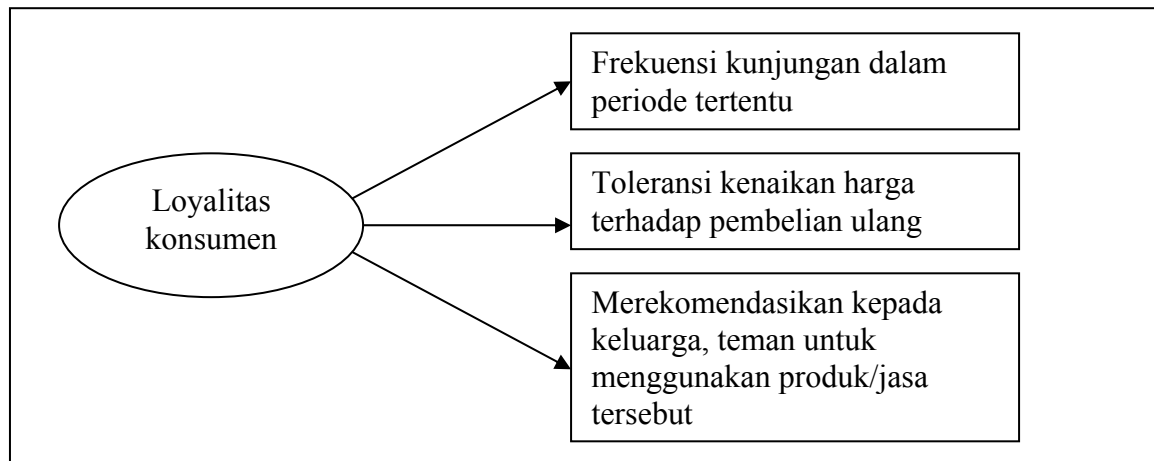 Frekuensi kunjungan dalam
periode tertentu
Loyalitas
konsumen
Toleransi kenaikan harga
terhadap pembelian ulang
Merekomendasikan kepada
keluarga, teman untuk
menggunakan produk/jasa
tersebut